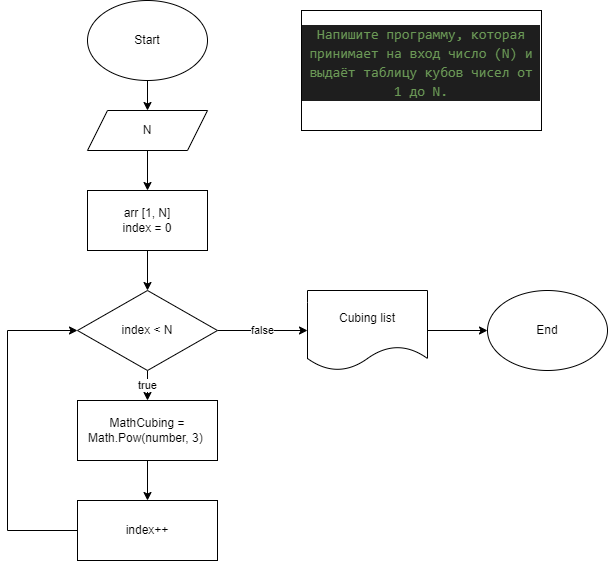 Start
Напишите программу, которая
принимает на вход число (N) и
выдаёт таблицу кубов чисел от
1 до N.
N
arr [1, N]
index = 0
index < N
false
Cubing list
End
true
MathCubing =
Math.Pow(number, 3)
index++